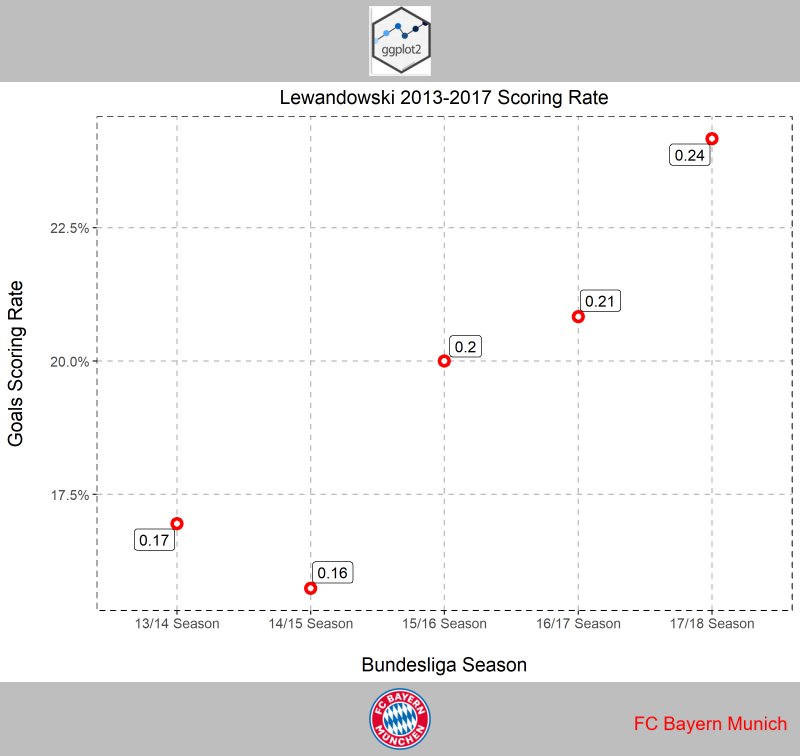 ggplot2
Lewandowski 2013-2017 Scoring Rate
Goals Scoring Rate
22.5%
20.0%
17.5%
0.24
0.21
0.2
0.17
0.16
13/14 Season
14/15 Season
15/16 Season
16/17 Season
17/18 Season
Bundesliga Season
FC BAYERN
MÜNCHEN
FC Bayern Munich